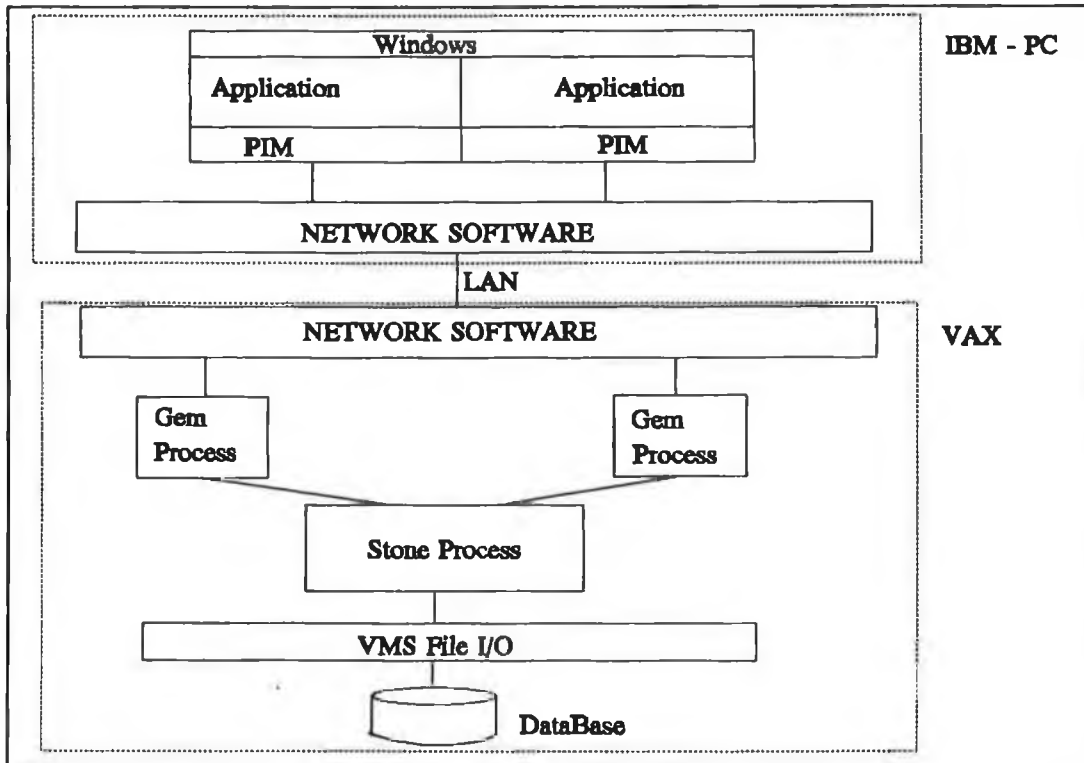 Windows
IBM - PC
Application Application
PIM PIM
NETWORK SOFTWARE
LAN
NETWORK SOFTWARE
VAX
Gem Process
Gem Process
Stone Process
VMS File I/O
DataBase